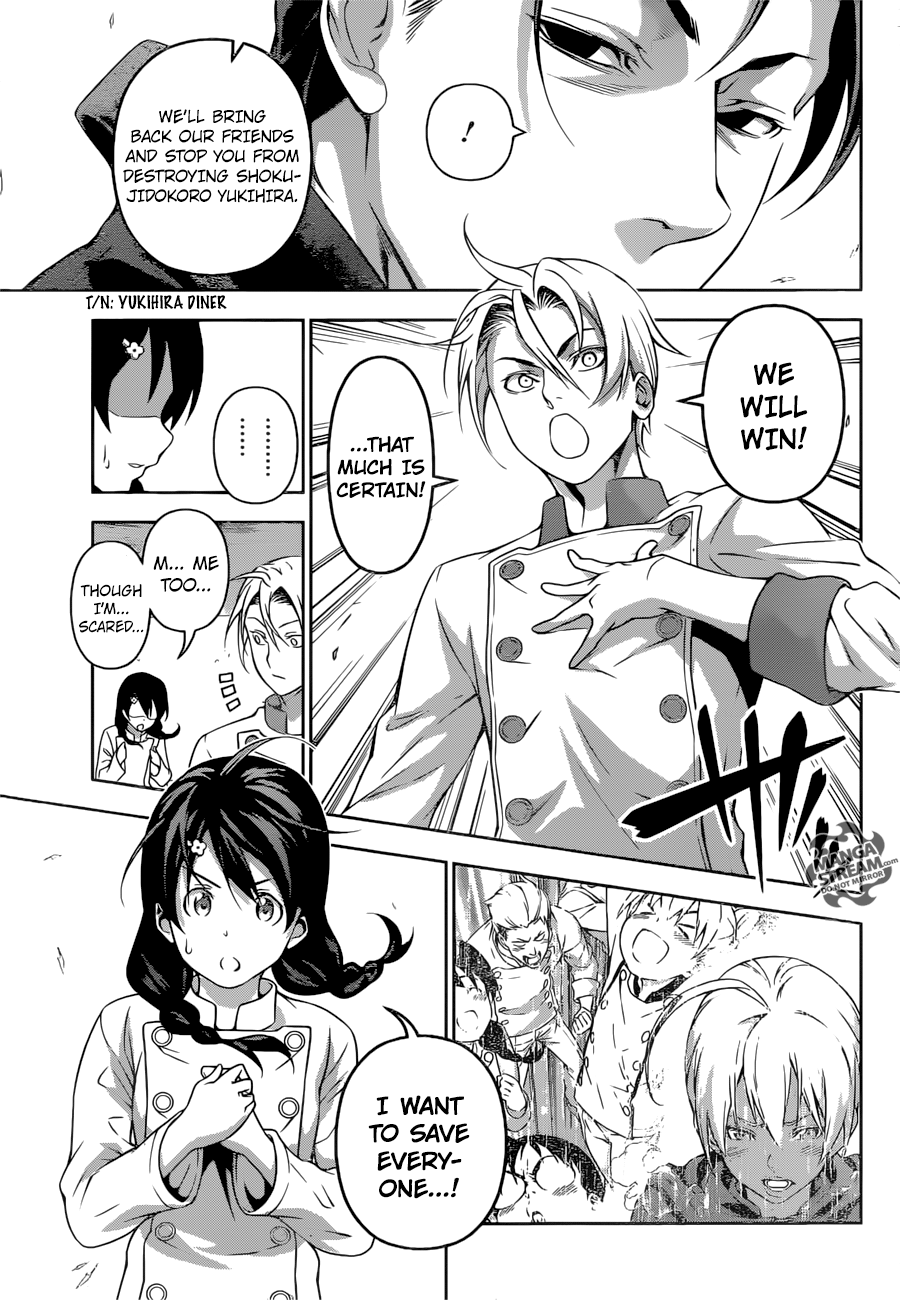 !
WE'LL BRING
BACK OUR FRIENDS
AND STOP YOU FROM
DESTROYING SHOKU-
JIDOKORO YUKIHIRA.
T/N: YUKIHIRA DINER
WE
WILL
WIN!
...THAT
MUCH IS
CERTAIN!
........
........
M... ME
TOO...
THOUGH
I'M...
SCARED...
MANGA
STREAM.com
DO NOT MIRROR
I WANT
TO SAVE
EVERY-
ONE...!